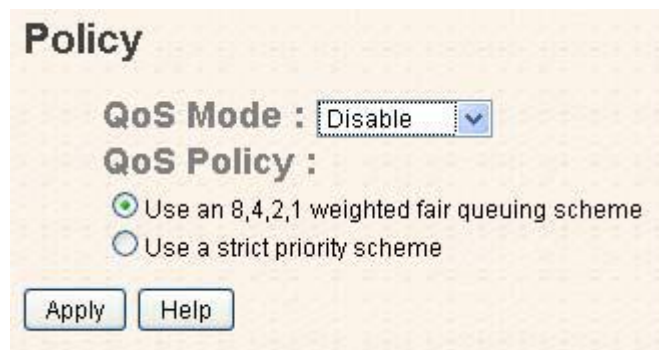 Policy
QoS Mode : Disable
QoS Policy :
Use an 8,4,2,1 weighted fair queuing scheme
Use a strict priority scheme
Apply Help